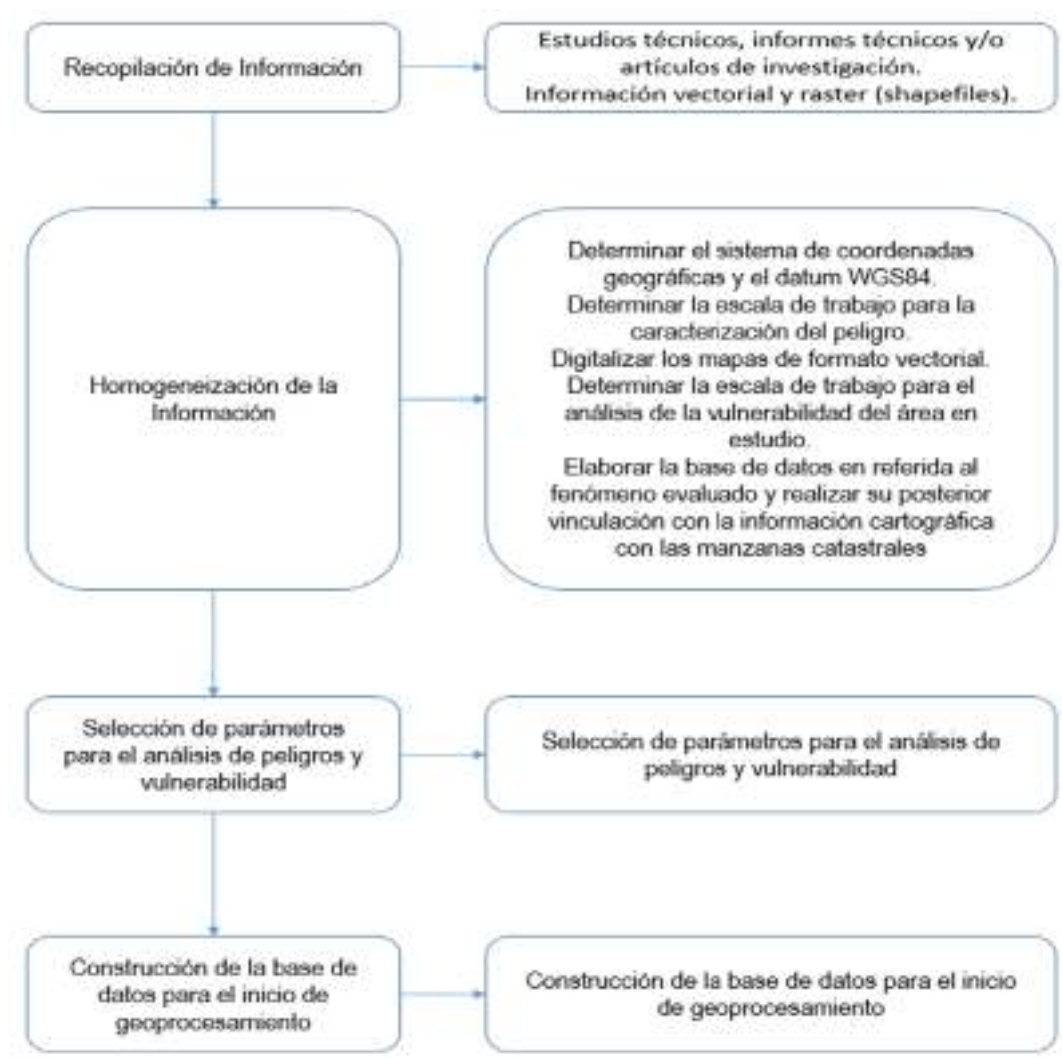 Recopilación de Información
Estudios técnicos, informes técnicos y/o
artículos de investigación.
Información vectorial y raster (shapefiles).
Homogeneización de la
Información
Determinar el sistema de coordenadas
geográficas y el datum WGS84.
Determinar la escala de trabajo para la
caracterización del peligro.
Digitalizar los mapas de formato vectorial.
Determinar la escala de trabajo para el
análisis de la vulnerabilidad del área en
estudio.
Elaborar la base de datos en referida al
fenómeno evaluado y realizar su posterior
vinculación con la información cartográfica
con las manzanas catastrales
Selección de parámetros
para el análisis de peligros y
vulnerabilidad
Selección de parámetros para el análisis de
peligros y vulnerabilidad
Construcción de la base de
datos para el inicio de
geoprocesamiento
Construcción de la base de datos para el inicio
de geoprocesamiento